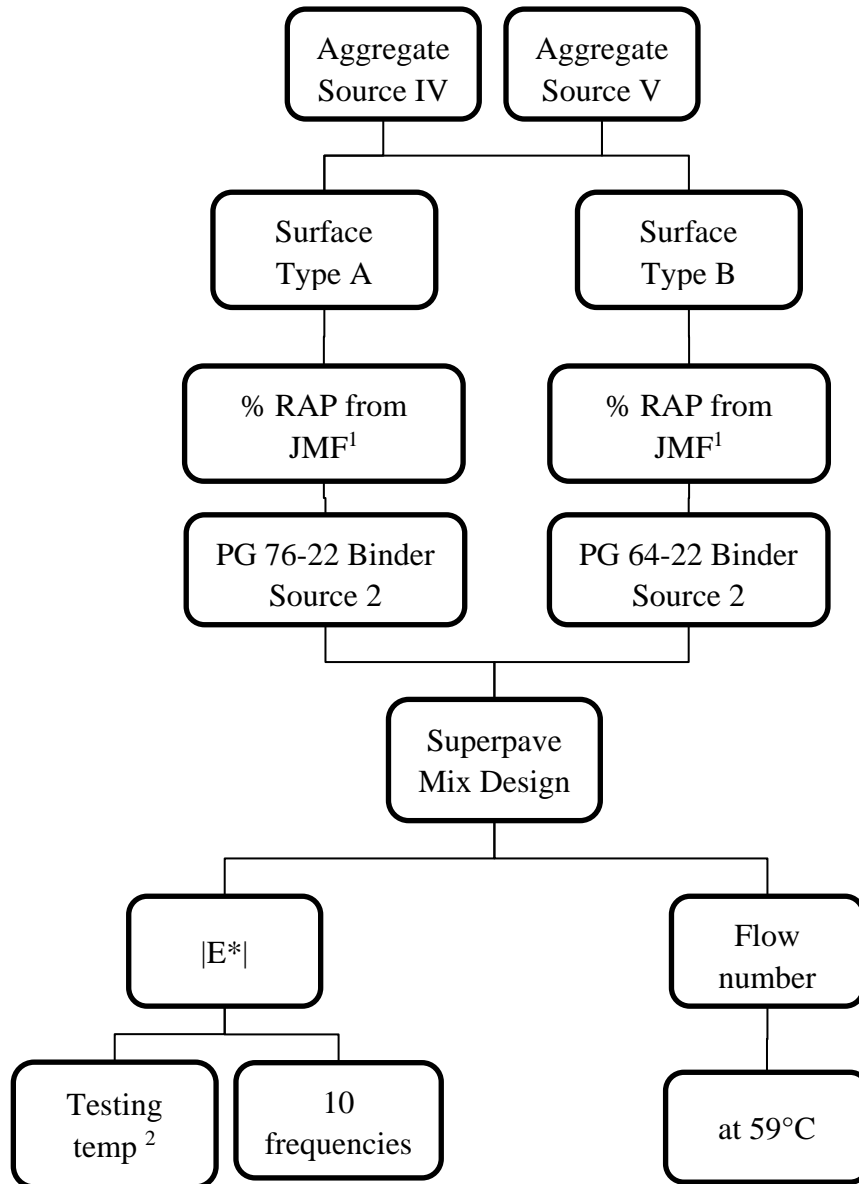 Aggregate
Source IV
Aggregate
Source V
Surface
Type A
Surface
Type B
% RAP from
JMF¹
% RAP from
JMF¹
PG 76-22 Binder
Source 2
PG 64-22 Binder
Source 2
Superpave
Mix Design
|E*|
Flow
number
Testing
temp ²
10
frequencies
at 59°C